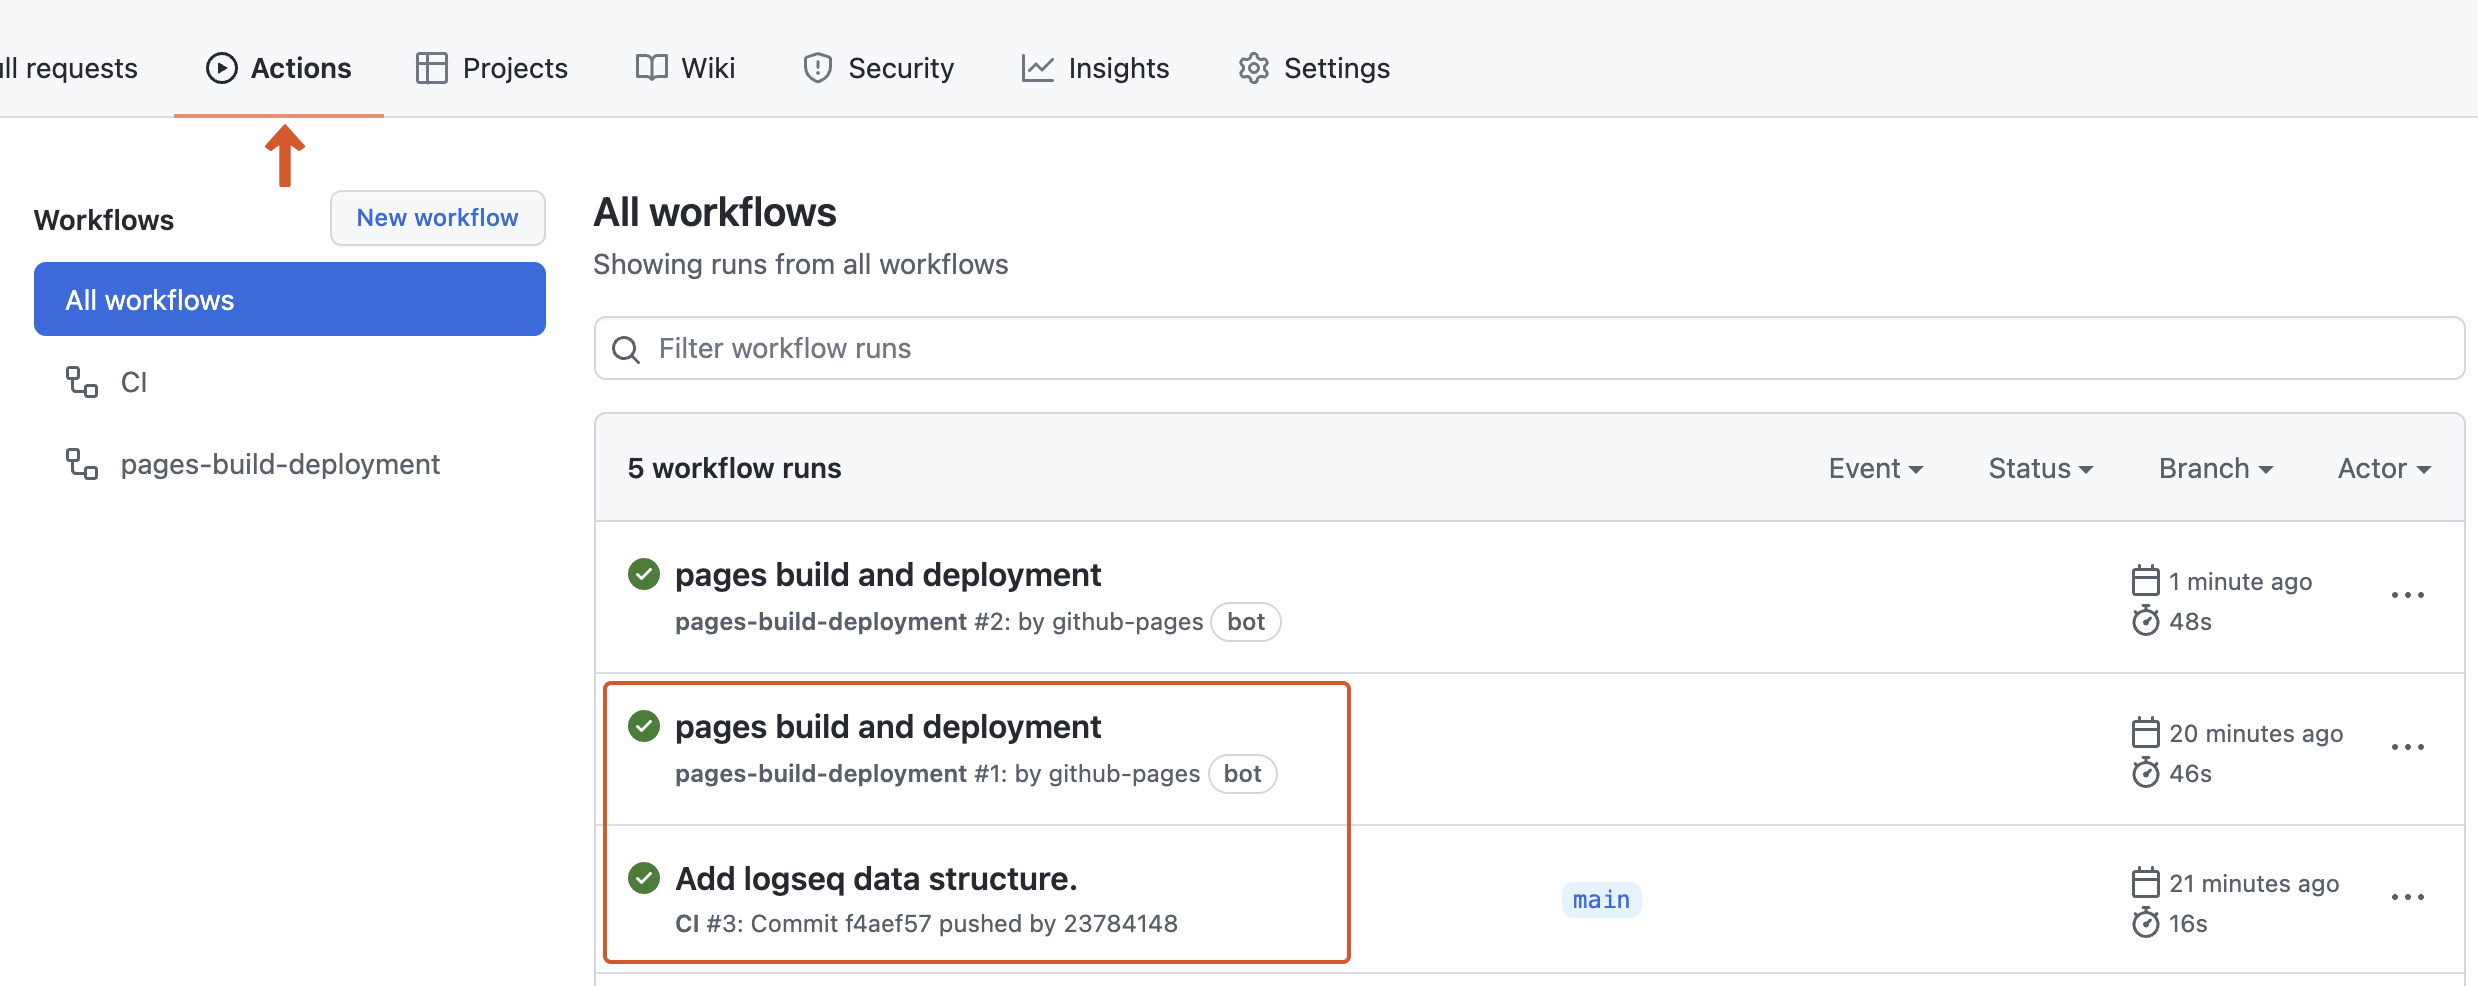 ll requests
Actions
Projects
Wiki
Security
Insights
Settings
Workflows
New workflow
All workflows
CI
pages-build-deployment
All workflows
Showing runs from all workflows
Filter workflow runs
5 workflow runs
Event
Status
Branch
Actor
pages build and deployment
pages-build-deployment #2: by github-pages bot
1 minute ago
48s
pages build and deployment
pages-build-deployment #1: by github-pages bot
20 minutes ago
46s
Add logseq data structure.
CI #3: Commit f4aef57 pushed by 23784148
main
21 minutes ago
16s